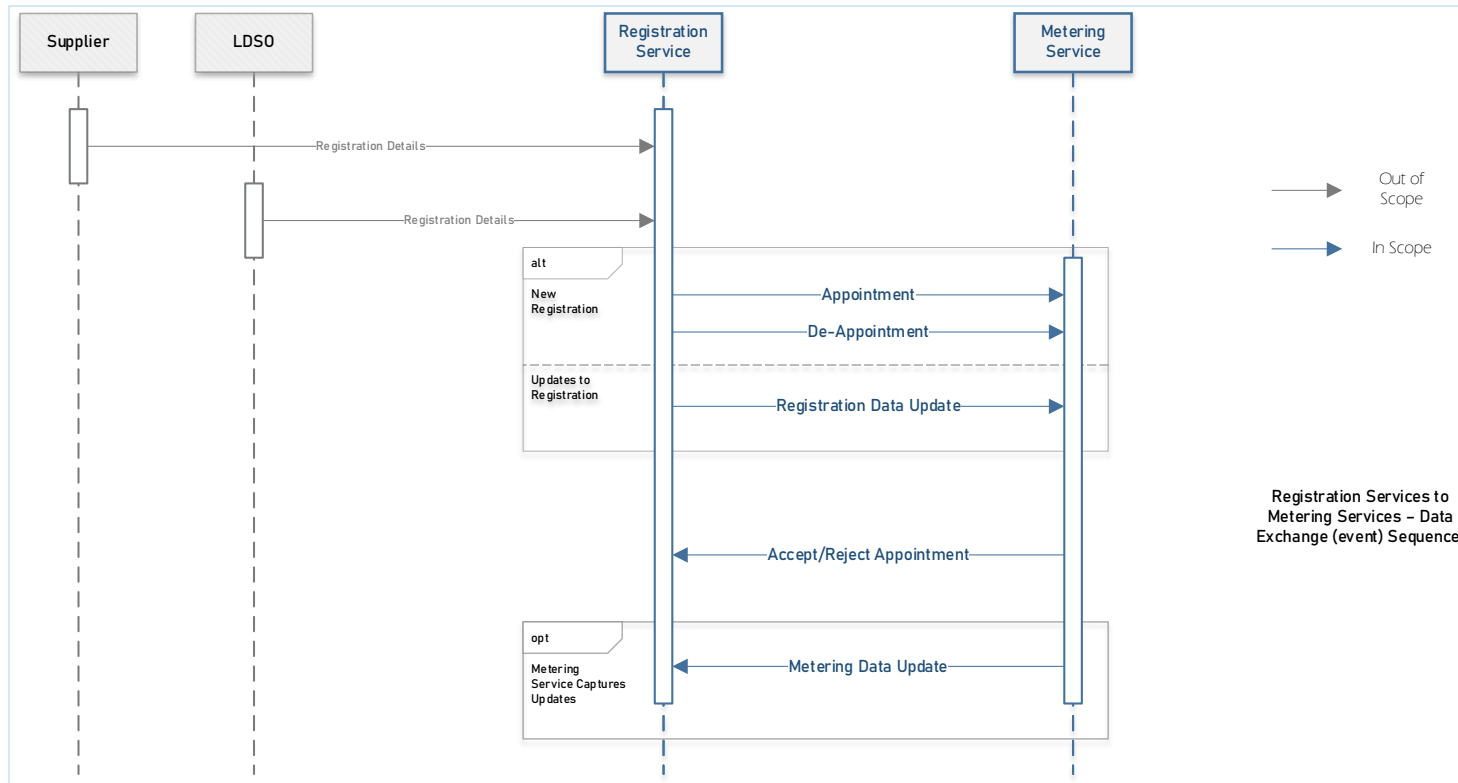 Supplier
LDSO
Registration
Service
Metering
Service
Registration Details
Out of
Scope
Registration Details
In Scope
alt
New
Registration
Appointment
De-Appointment
Updates to
Registration
Registration Data Update
Registration Services to
Metering Services – Data
Exchange (event) Sequence
Accept/Reject Appointment
opt
Metering
Service Captures
Updates
Metering Data Update